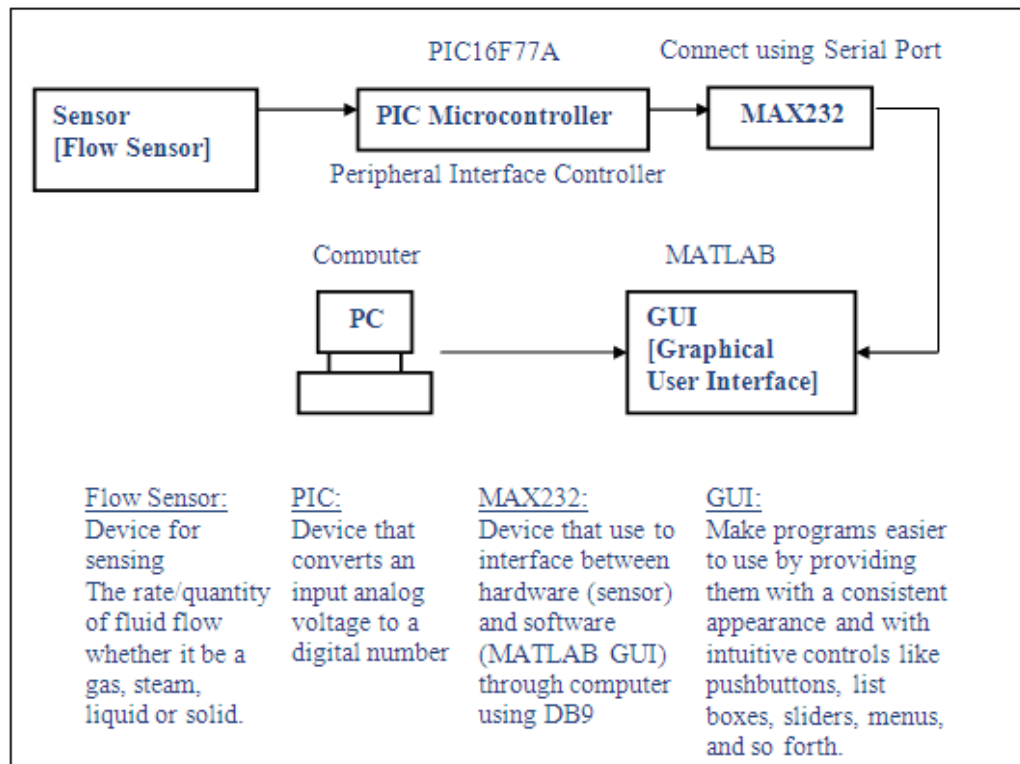 PIC16F77A
Connect using Serial Port
Sensor
[Flow Sensor]
PIC Microcontroller
MAX232
Peripheral Interface Controller
Computer
MATLAB
PC
GUI
[Graphical
User Interface]
Flow Sensor:
Device for
sensing
The rate/quantity
of fluid flow
whether it be a
gas, steam,
liquid or solid.
PIC:
Device that
converts an
input analog
voltage to a
digital number
MAX232:
Device that use to
interface between
hardware (sensor)
and software
(MATLAB GUI)
through computer
using DB9
GUI:
Make programs easier
to use by providing
them with a consistent
appearance and with
intuitive controls like
pushbuttons, list
boxes, sliders, menus,
and so forth.